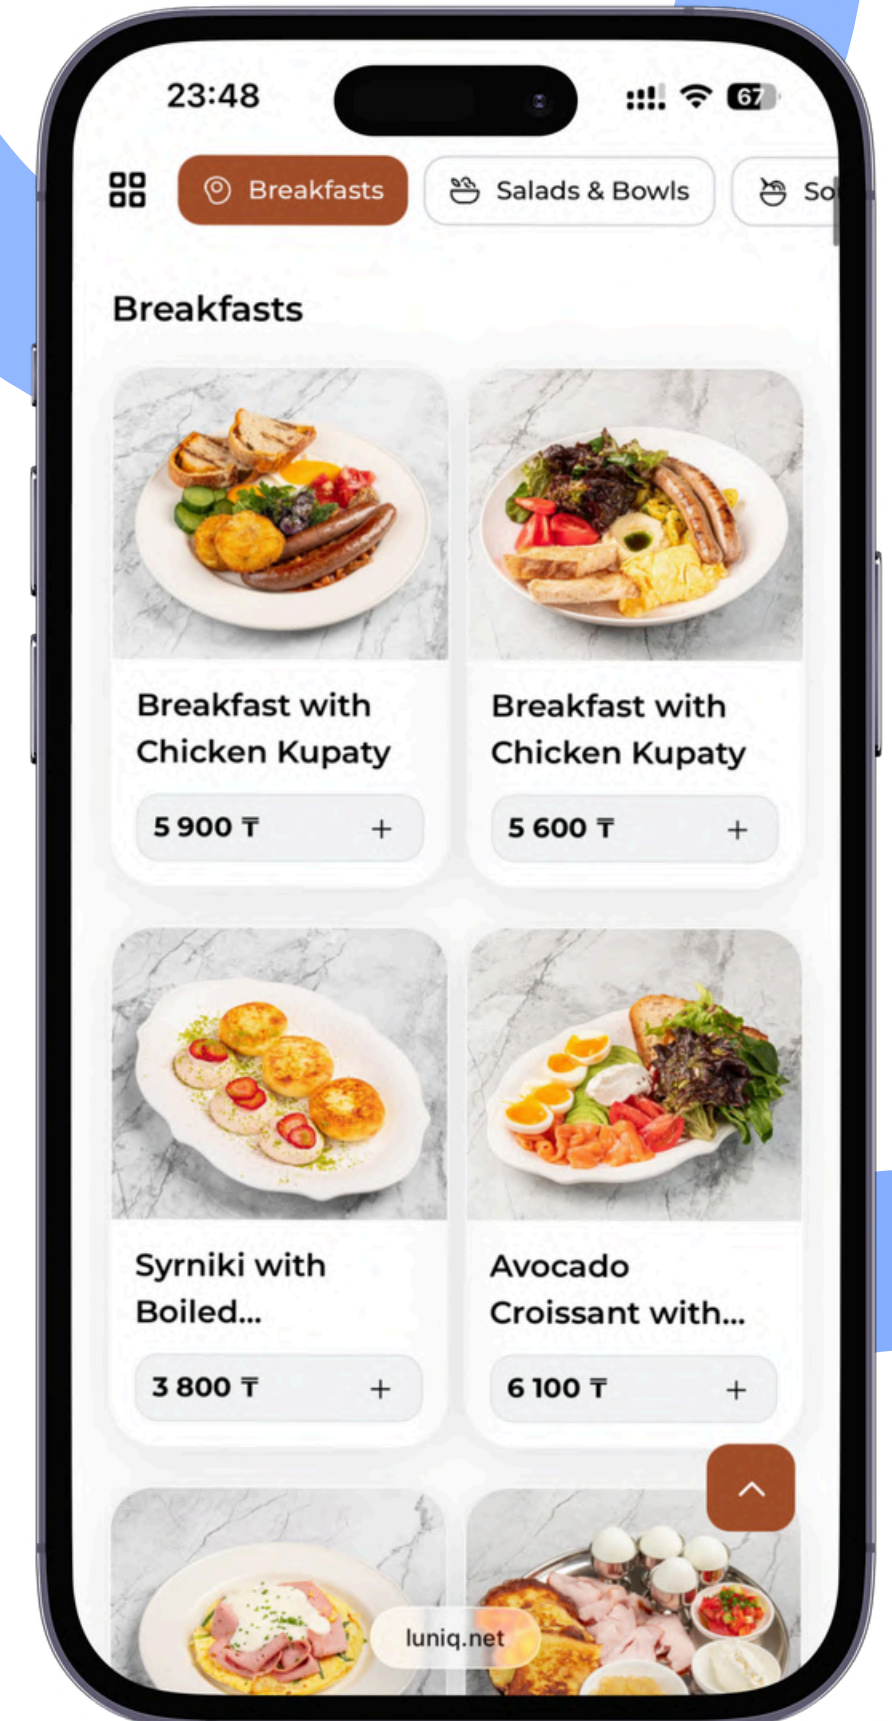 23:48
67
Breakfasts
Salads & Bowls
So
Breakfasts
Breakfast with
Chicken Kupaty
5 900 ₸
+
Breakfast with
Chicken Kupaty
5 600 ₸
+
Syrniki with
Boiled...
3 800 ₸
+
Avocado
Croissant with...
6 100 ₸
+
luniq.net